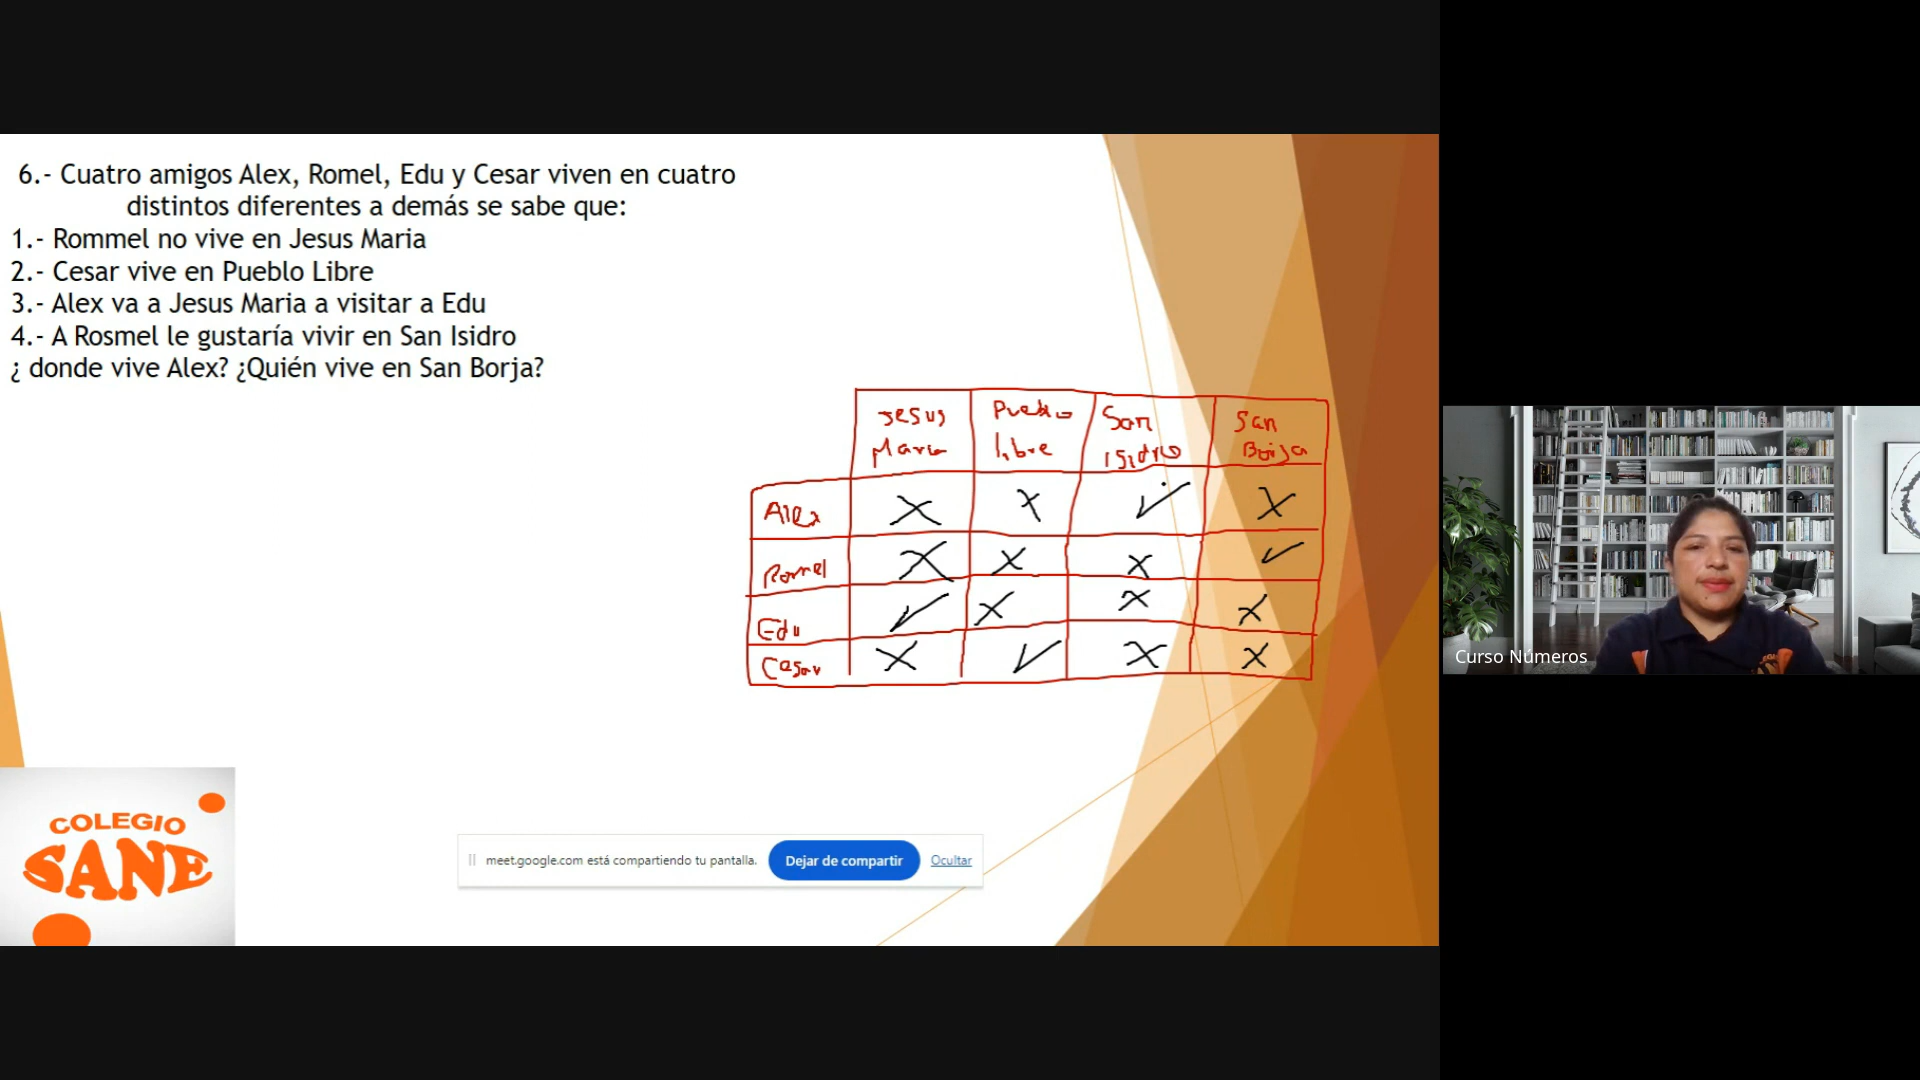 6.- Cuatro amigos Alex, Romel, Edu y Cesar viven en cuatro
distintos diferentes a demás se sabe que:
1.- Rommel no vive en Jesus Maria
2.- Cesar vive en Pueblo Libre
3.- Alex va a Jesus Maria a visitar a Edu
4.- A Rosmel le gustaría vivir en San Isidro
¿ donde vive Alex? ¿Quién vive en San Borja?
Jesus Maria
Pueblo libre
San Isidro
San Borja
Alex X X ✓ X
Romel X X X ✓
Edu ✓ X X X
Cesar X ✓ X X
COLEGIO
SANE
meet.google.com está compartiendo tu pantalla. Dejar de compartir Ocultar
Curso Números